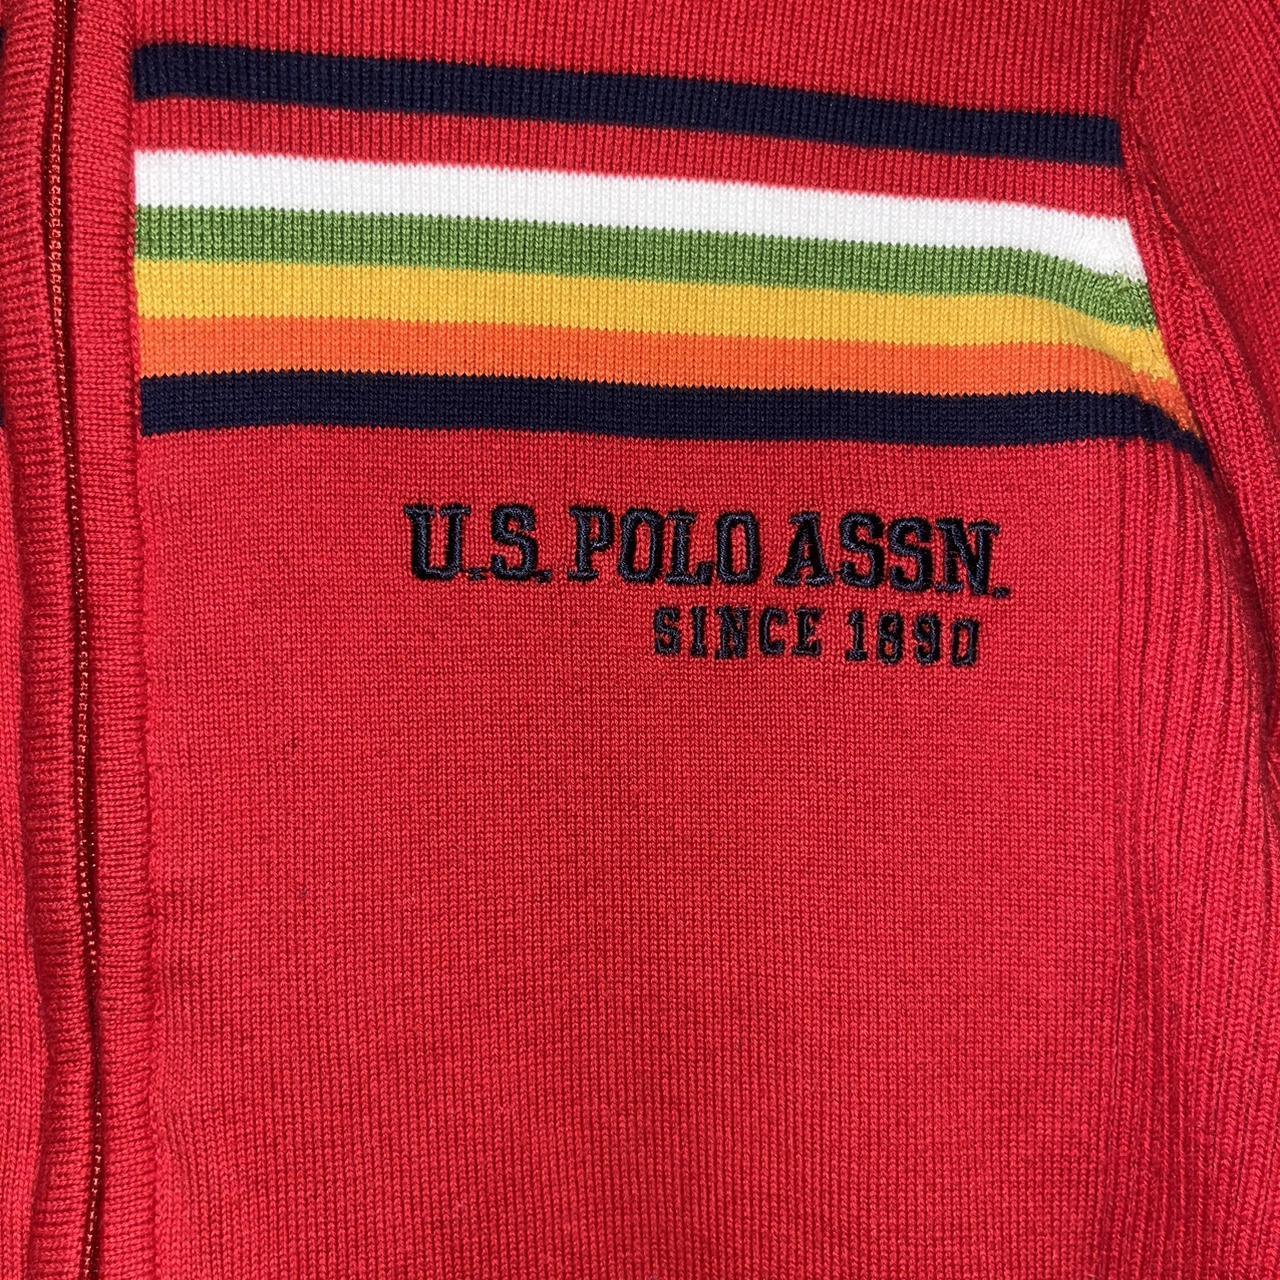 U.S. POLO ASSN.
SINCE 1890